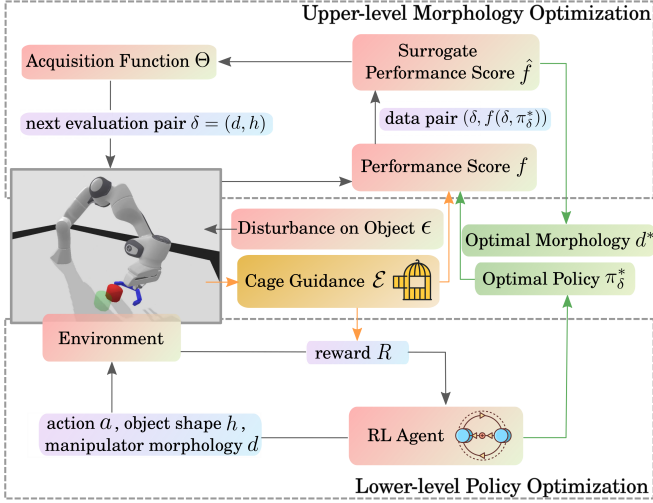 Upper-level Morphology Optimization
Acquisition Function Θ
Surrogate
Performance Score f̂
next evaluation pair δ = (d, h)
data pair (δ, f(δ, π*δ))
Performance Score f
Disturbance on Object ϵ
Optimal Morphology d*
Cage Guidance ℰ
Optimal Policy π*δ
Environment
reward R
action a , object shape h ,
manipulator morphology d
RL Agent
Lower-level Policy Optimization